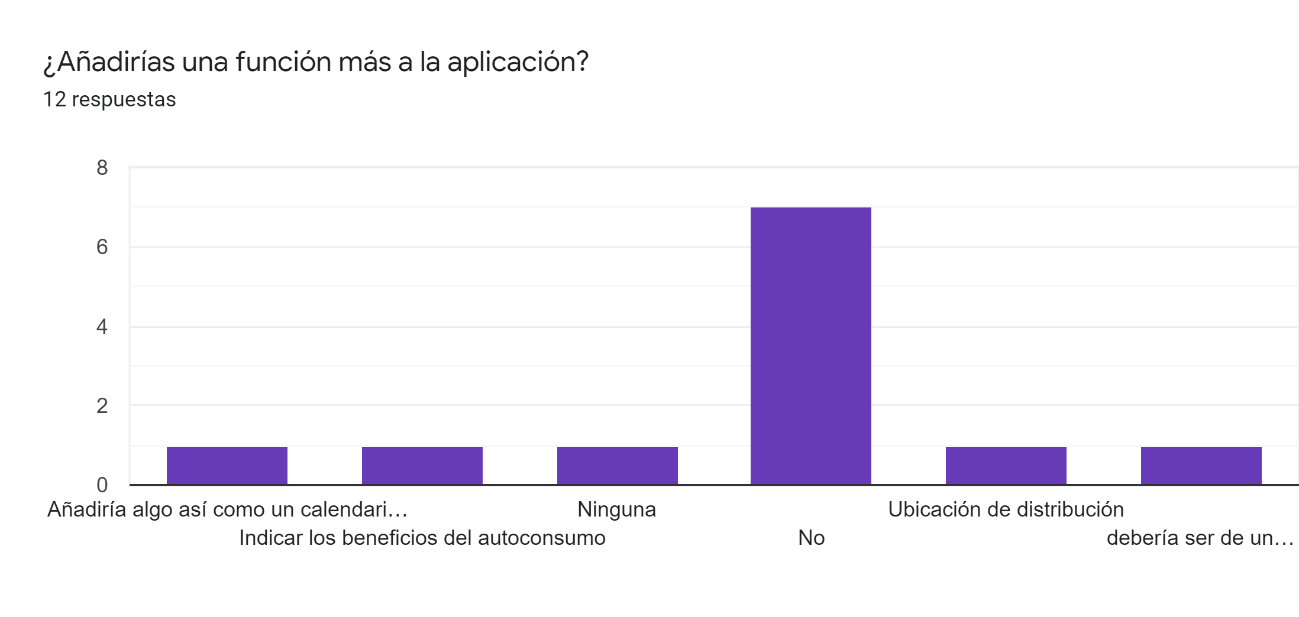 ¿Añadirías una función más a la aplicación?
12 respuestas
8
6
4
2
0
Añadiría algo así como un calendari…
Indicar los beneficios del autoconsumo
Ninguna
No
Ubicación de distribución
debería ser de un…